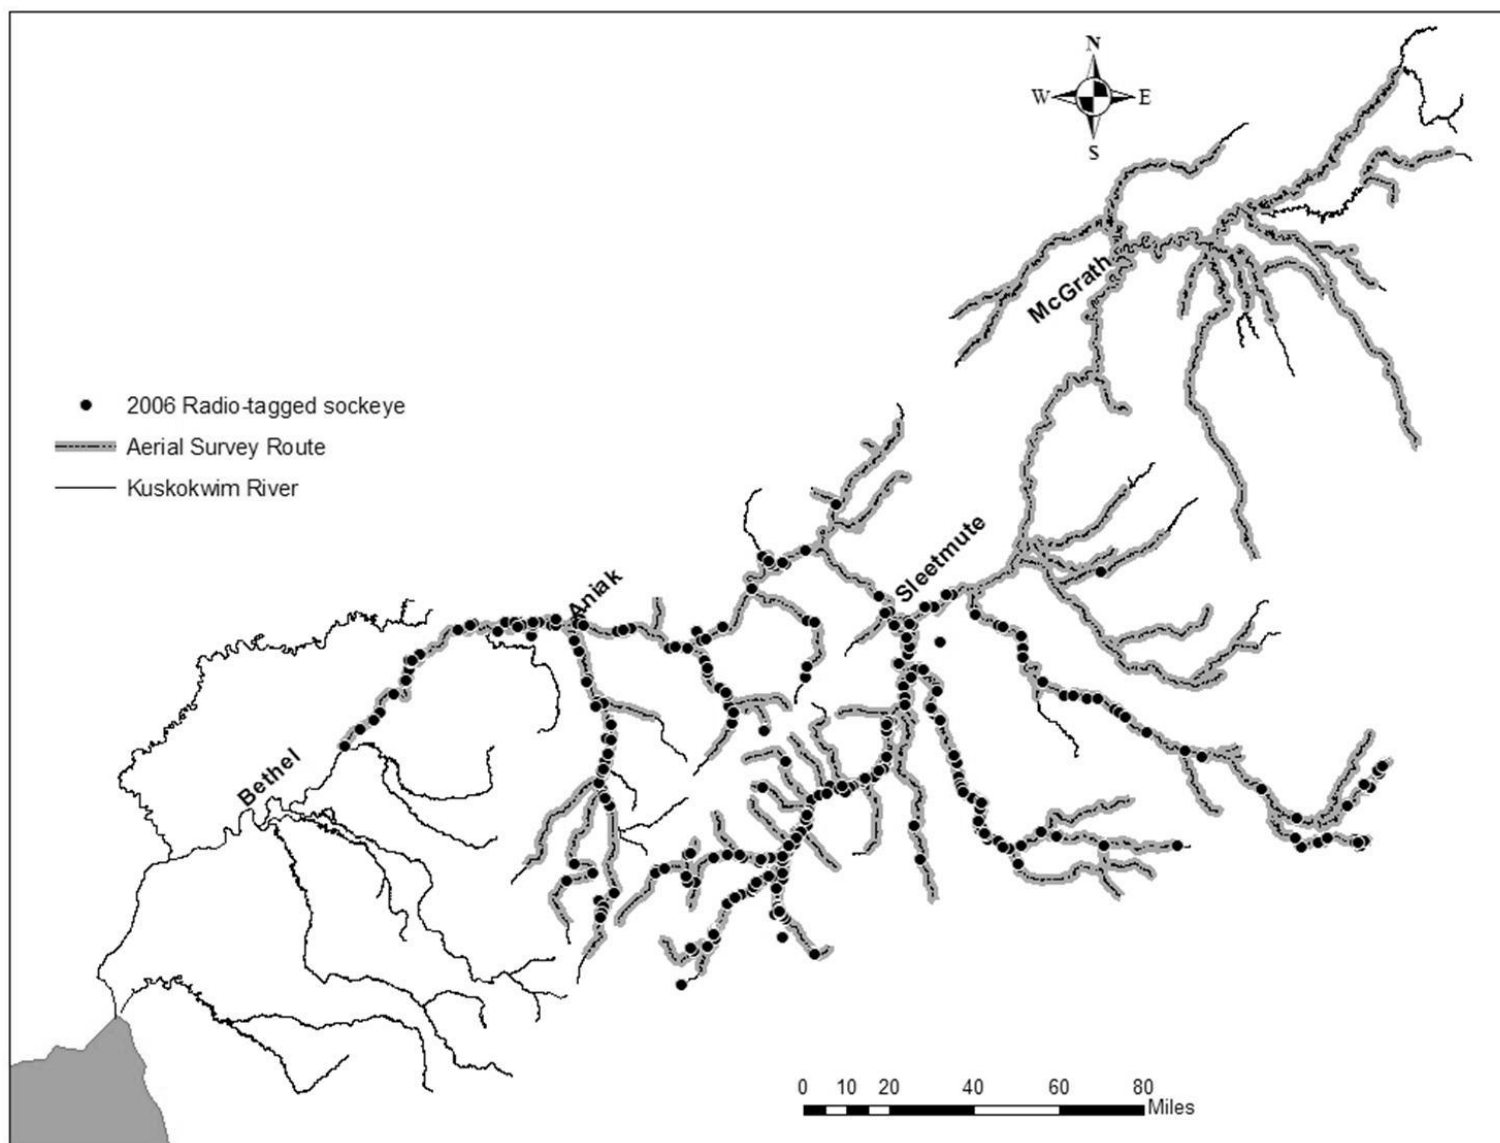 N
W E
S
McGrath
2006 Radio-tagged sockeye
Aerial Survey Route
Kuskokwim River
Sleetmute
Aniak
Bethel
0 10 20 40 60 80
Miles